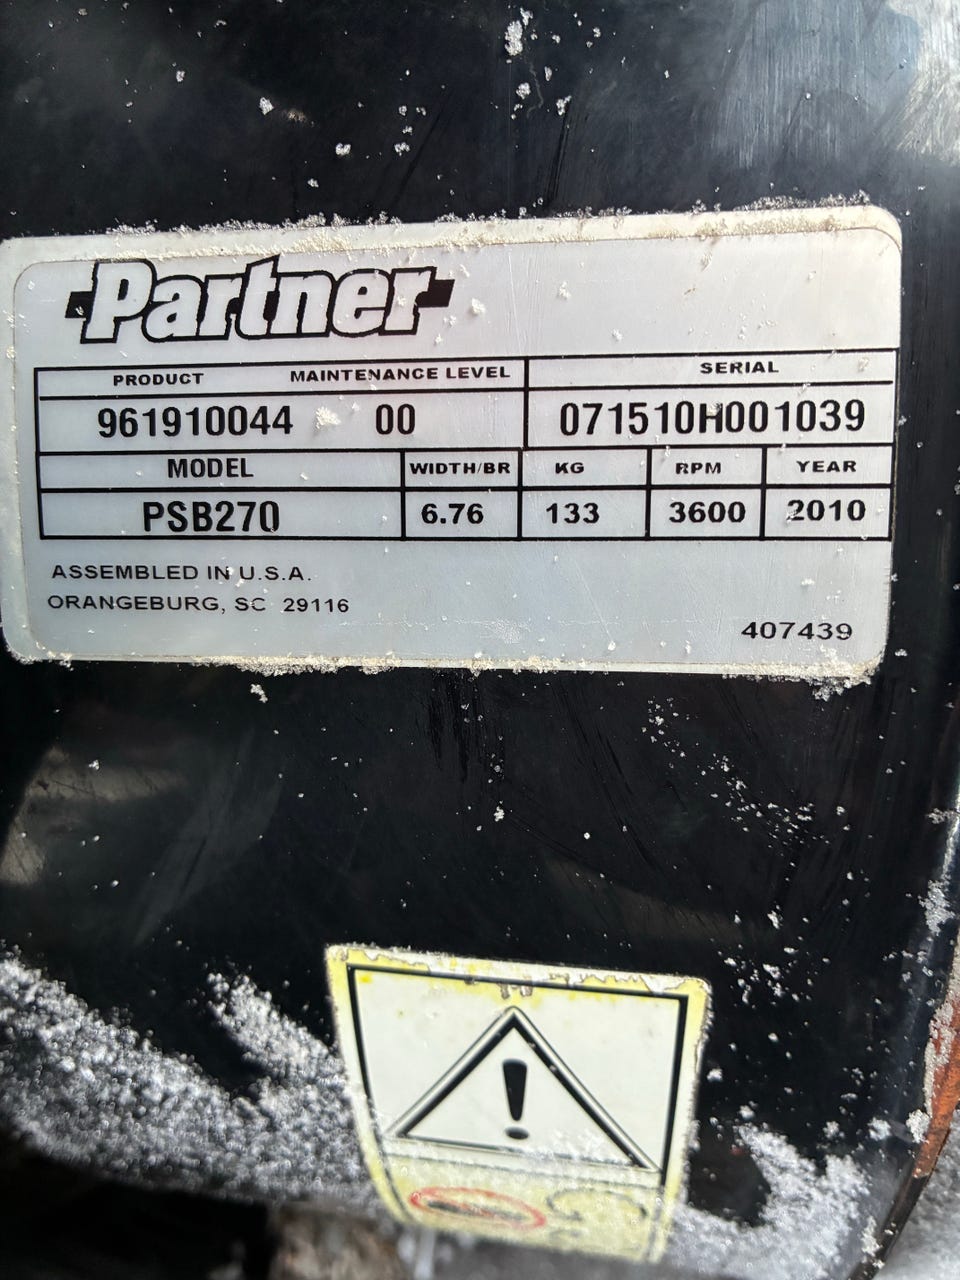 Partner
PRODUCT MAINTENANCE LEVEL SERIAL
961910044 00 071510H001039
MODEL WIDTH/BR KG RPM YEAR
PSB270 6.76 133 3600 2010
ASSEMBLED IN U.S.A.
ORANGEBURG, SC 29116
407439
!